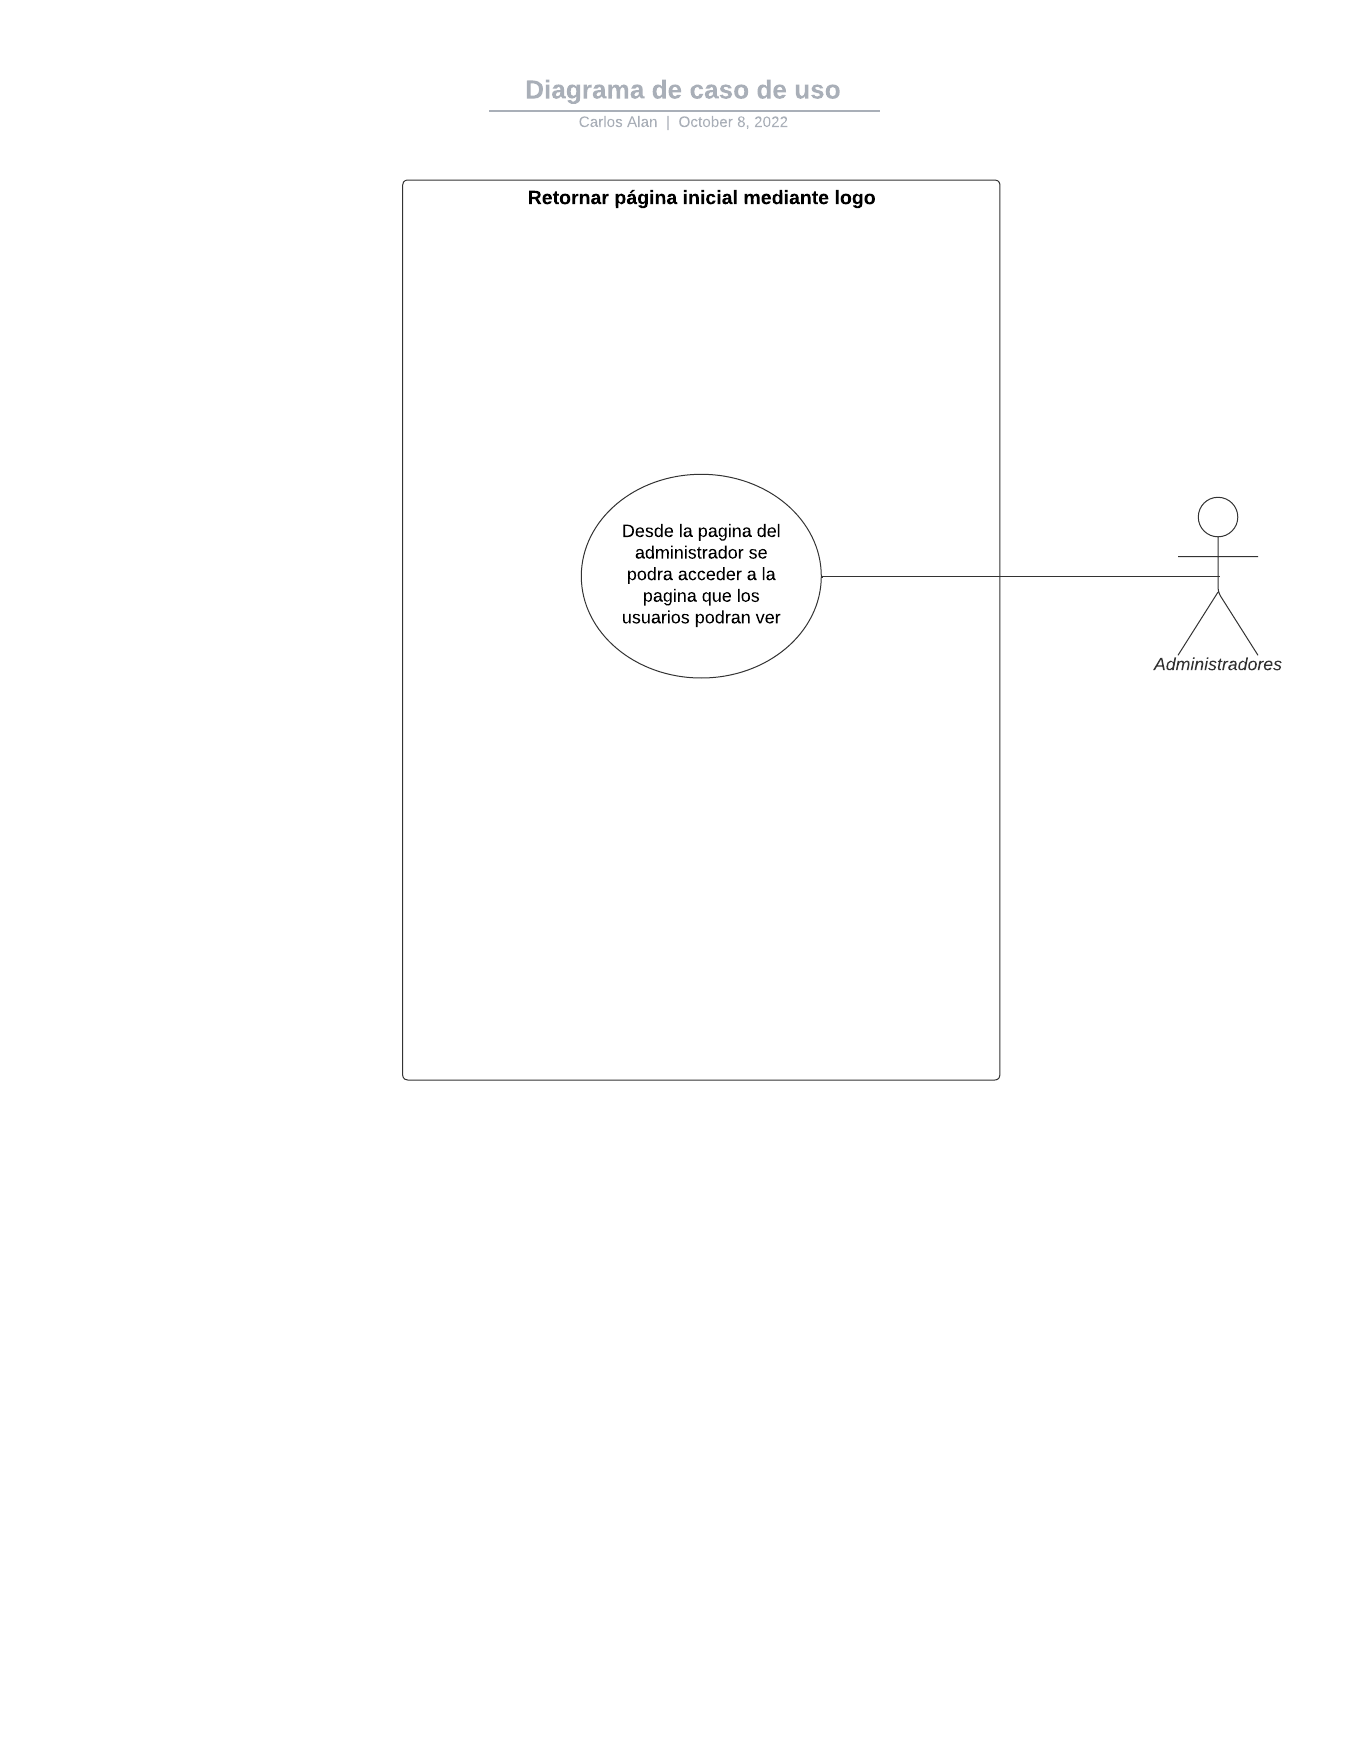 Diagrama de caso de uso
Carlos Alan | October 8, 2022
Retornar página inicial mediante logo
Desde la pagina del
administrador se
podra acceder a la
pagina que los
usuarios podran ver
Administradores